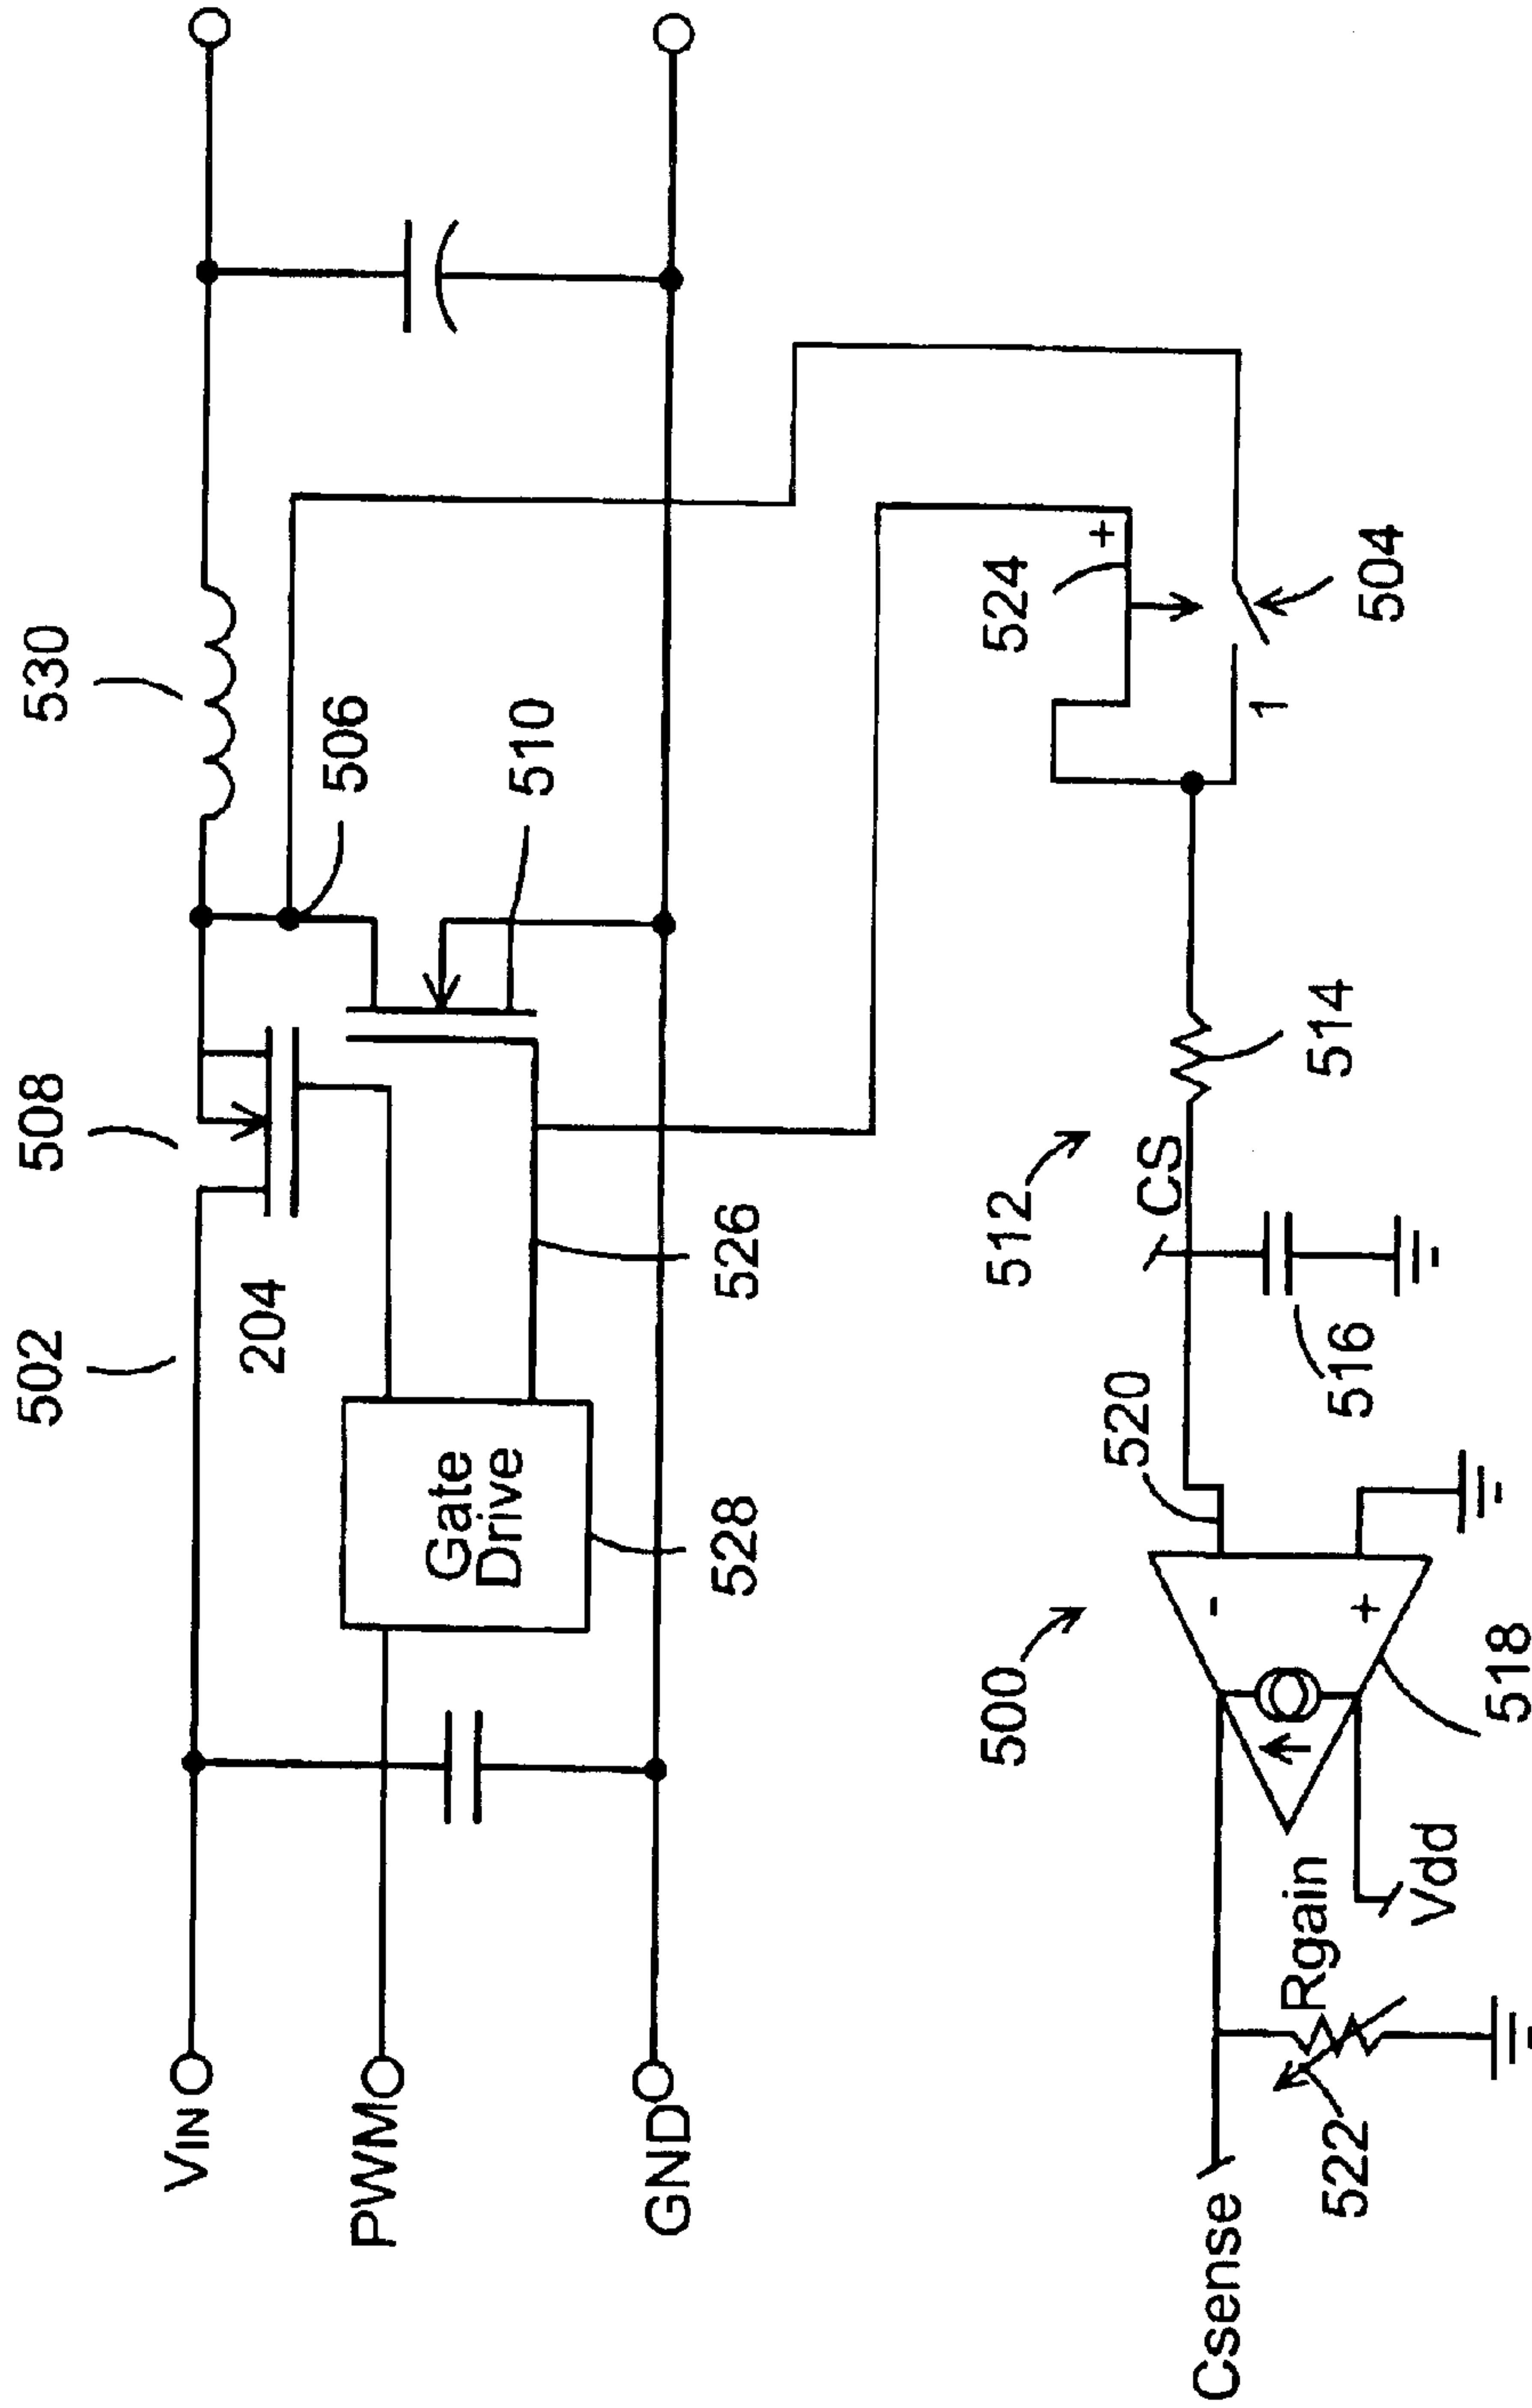 502
508
530
VIN
204
506
PWM
Gate
Drive
510
526
528
GND
500
512
524
+
520
CS
-
+
1
Csense
Rgain
514
516
504
522
Vdd
518